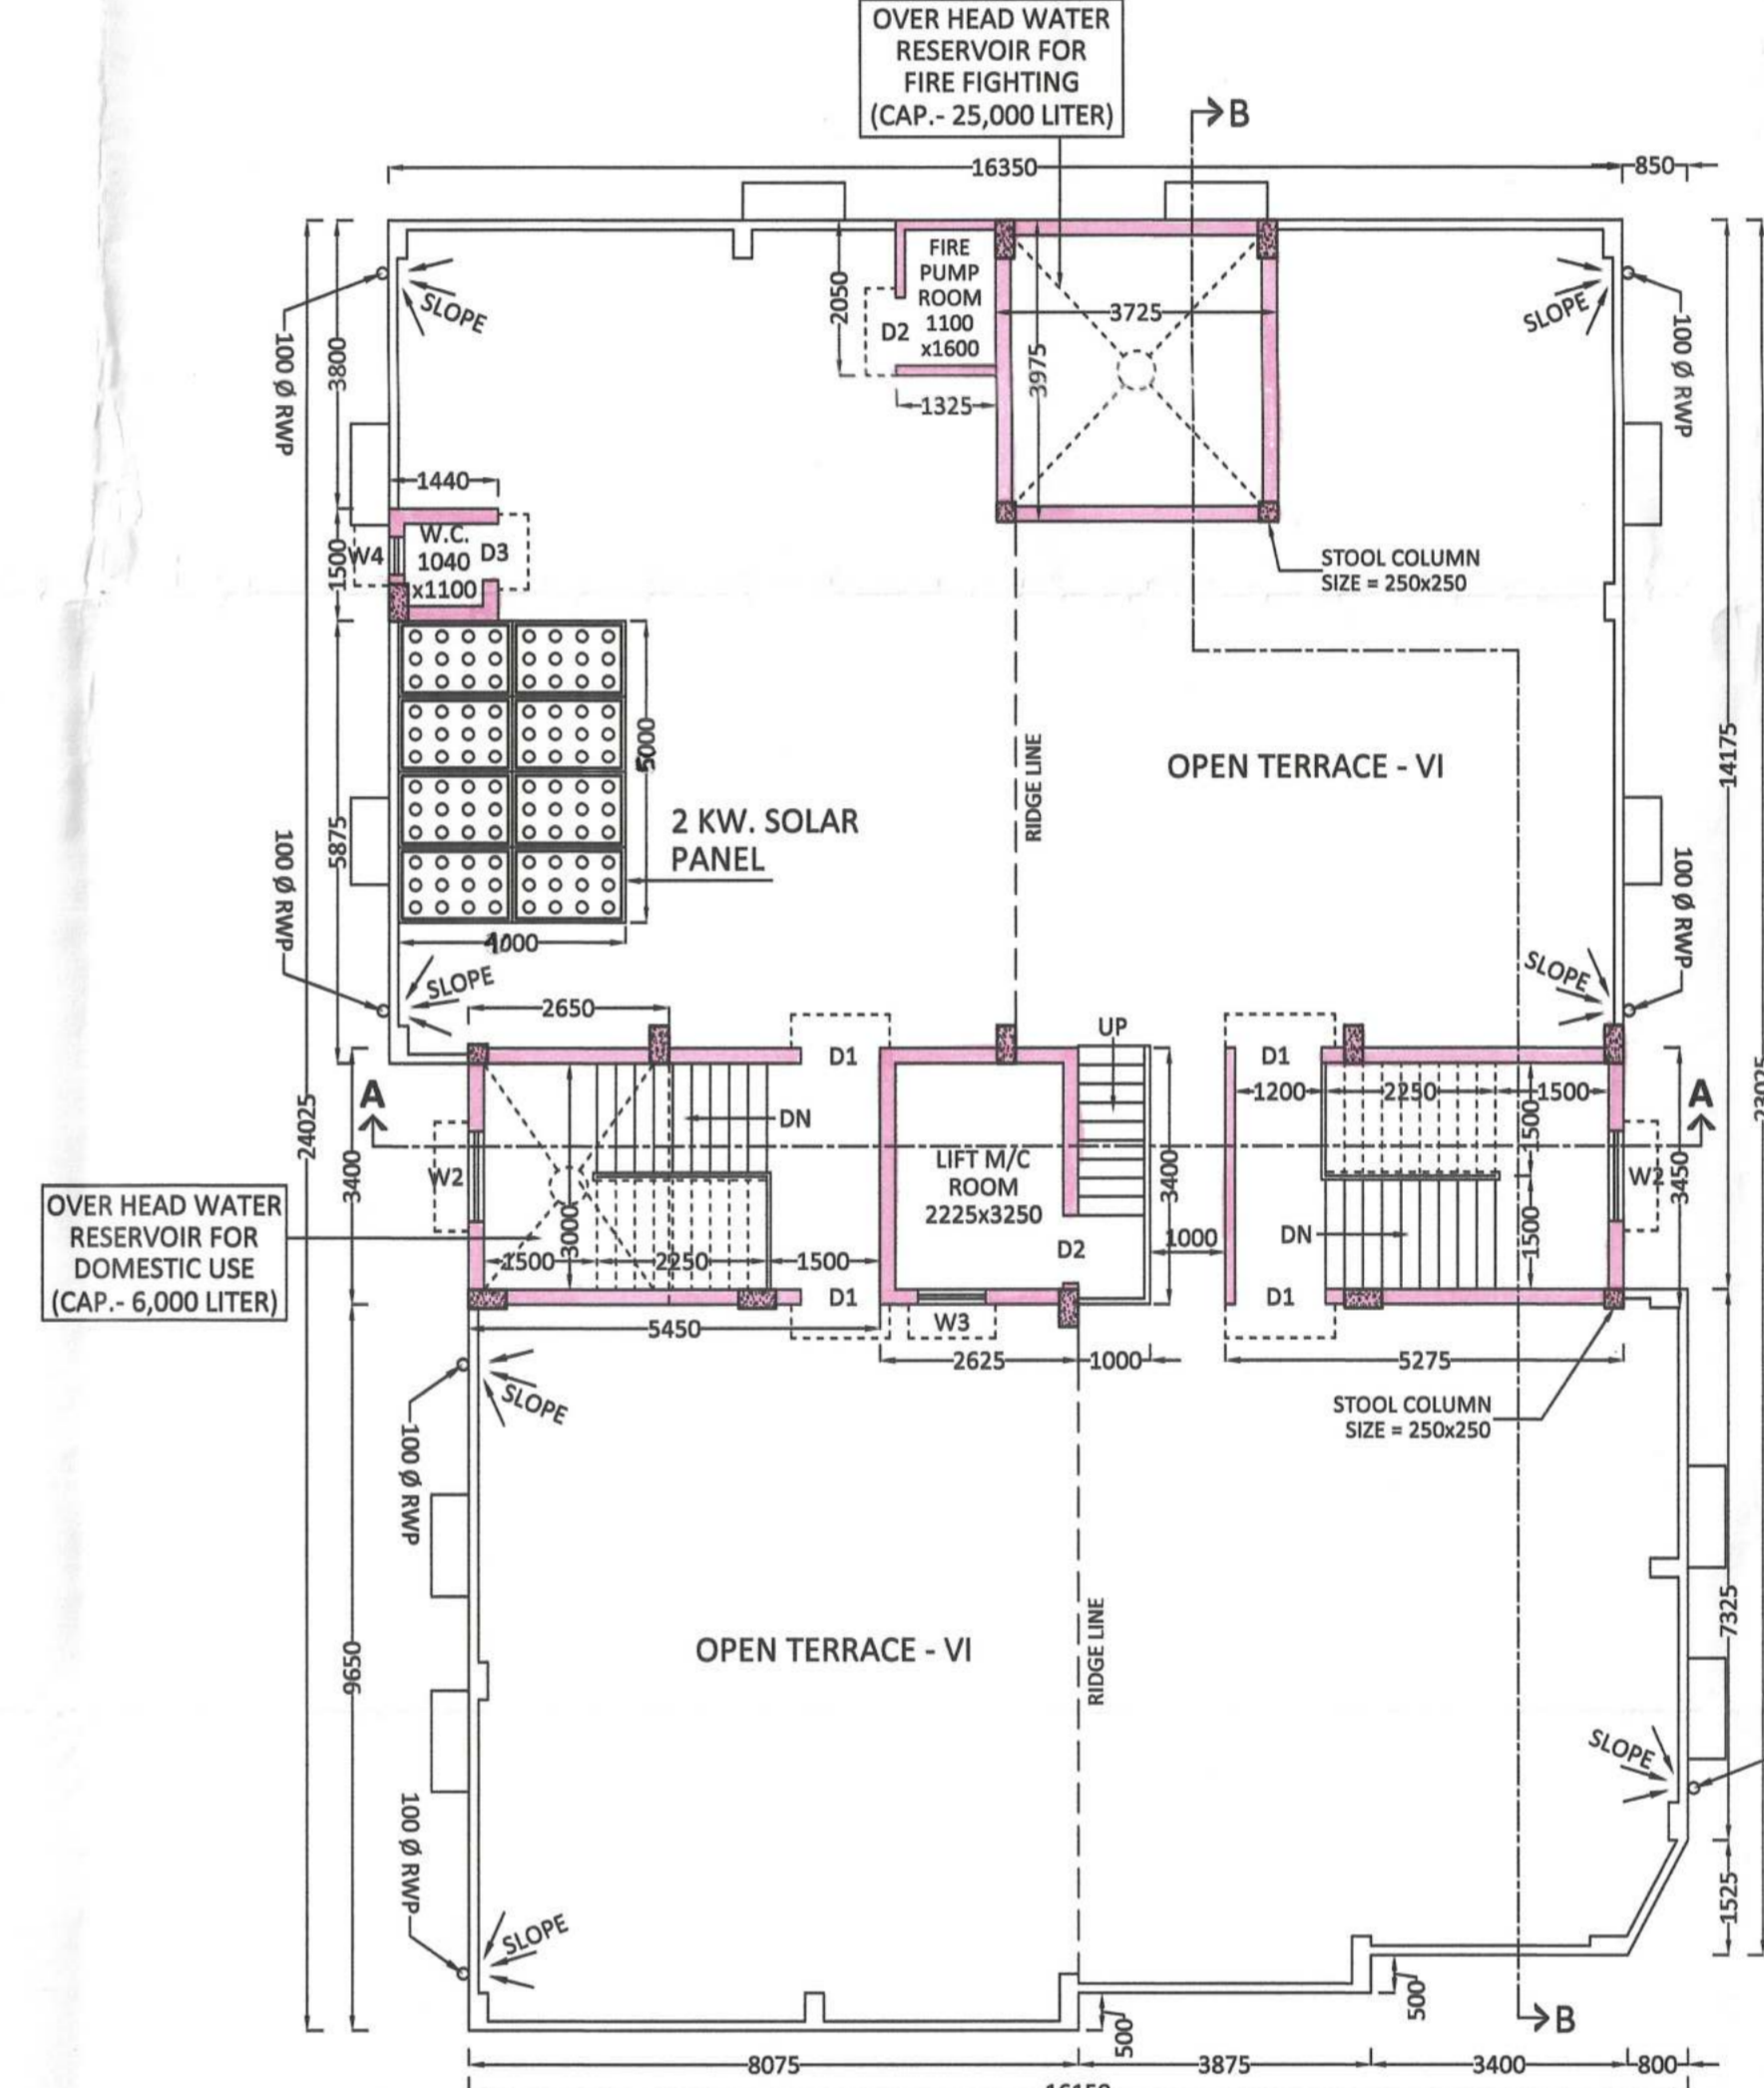 OVER HEAD WATER
RESERVOIR FOR
FIRE FIGHTING
(CAP.- 25,000 LITER)
B
16350
850
FIRE
PUMP
ROOM
1100
x1600
D2
2050
1325
3725
3975
SLOPE
SLOPE
100 Ø RWP
100 Ø RWP
3800
1440
W.C.
1040
x1100
W4
D3
1500
STOOL COLUMN
SIZE = 250x250
5000
2 KW. SOLAR
PANEL
5875
100 Ø RWP
RIDGE LINE
OPEN TERRACE - VI
14175
100 Ø RWP
SLOPE
SLOPE
2650
D1
UP
D1
1200
2250
1500
A
A
24025
3400
DN
W2
LIFT M/C
ROOM
2225x3250
3400
1500
W2
3450
OVER HEAD WATER
RESERVOIR FOR
DOMESTIC USE
(CAP.- 6,000 LITER)
3000
1500
2250
1500
D2
1000
DN
1500
D1
W3
D1
5450
2625
1000
5275
SLOPE
STOOL COLUMN
SIZE = 250x250
100 Ø RWP
9650
OPEN TERRACE - VI
RIDGE LINE
7325
SLOPE
100 Ø RWP
SLOPE
1525
500
500
B
8075
3875
3400
800